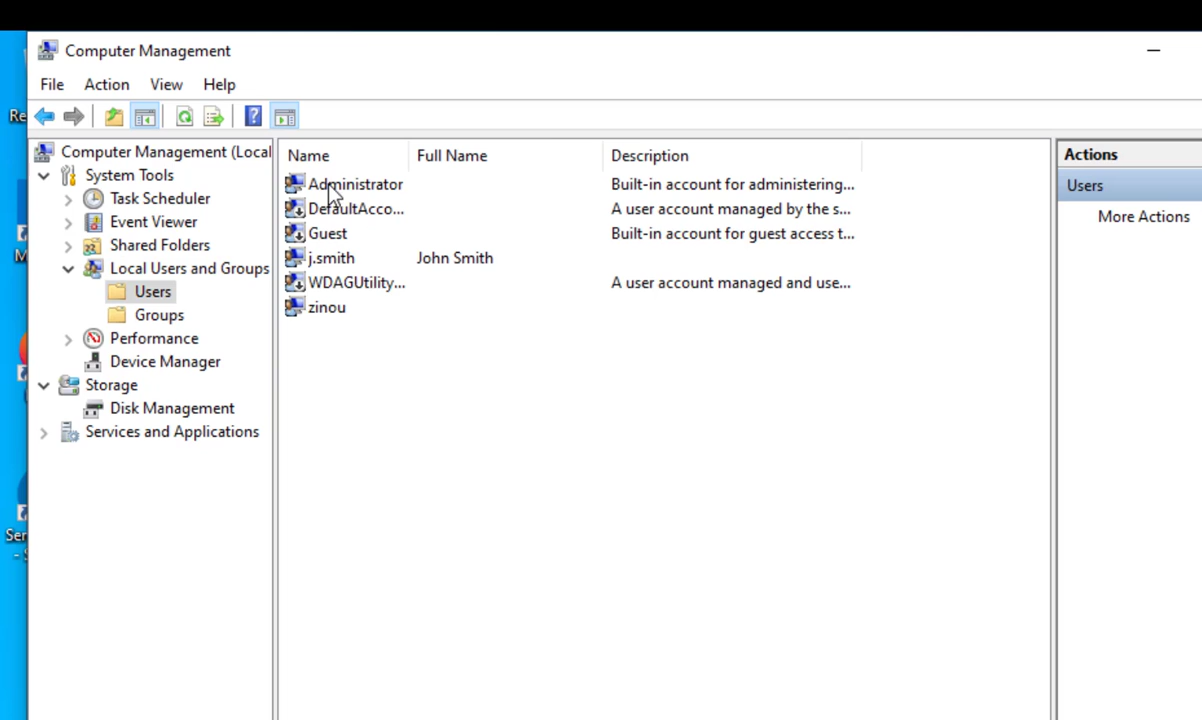 Computer Management
File Action View Help
Computer Management (Local
System Tools
Task Scheduler
Event Viewer
Shared Folders
Local Users and Groups
Users
Groups
Performance
Device Manager
Storage
Disk Management
Services and Applications
Name Full Name Description
Administrator Built-in account for administering...
DefaultAcco... A user account managed by the s...
Guest Built-in account for guest access t...
j.smith John Smith
WDAGUtility... A user account managed and use...
zinou
Actions
Users
More Actions
Re
M
Ser
- S